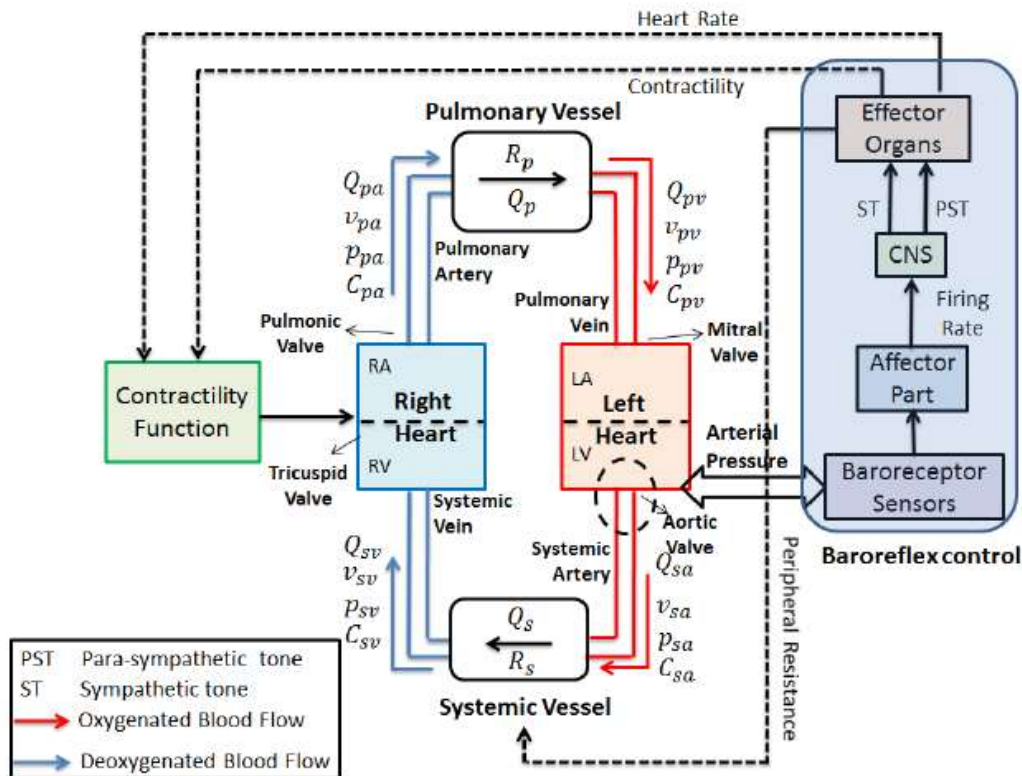 Heart Rate
Contractility
Pulmonary Vessel
R_p
Q_p
Q_pa
v_pa
p_pa
C_pa
Pulmonary
Artery
Q_pv
v_pv
p_pv
C_pv
Pulmonary
Vein
Pulmonic
Valve
Mitral
Valve
Effector
Organs
ST
PST
CNS
Firing
Rate
Affector
Part
Baroreceptor
Sensors
Baroreflex control
Arterial
Pressure
Peripheral Resistance
Contractility
Function
RA
Right
Heart
RV
LA
Left
Heart
LV
Tricuspid
Valve
Systemic
Vein
Aortic
Valve
Systemic
Artery
Q_sv
v_sv
p_sv
C_sv
Q_sa
v_sa
p_sa
C_sa
Q_s
R_s
Systemic Vessel
PST Para-sympathetic tone
ST Sympathetic tone
Oxygenated Blood Flow
Deoxygenated Blood Flow